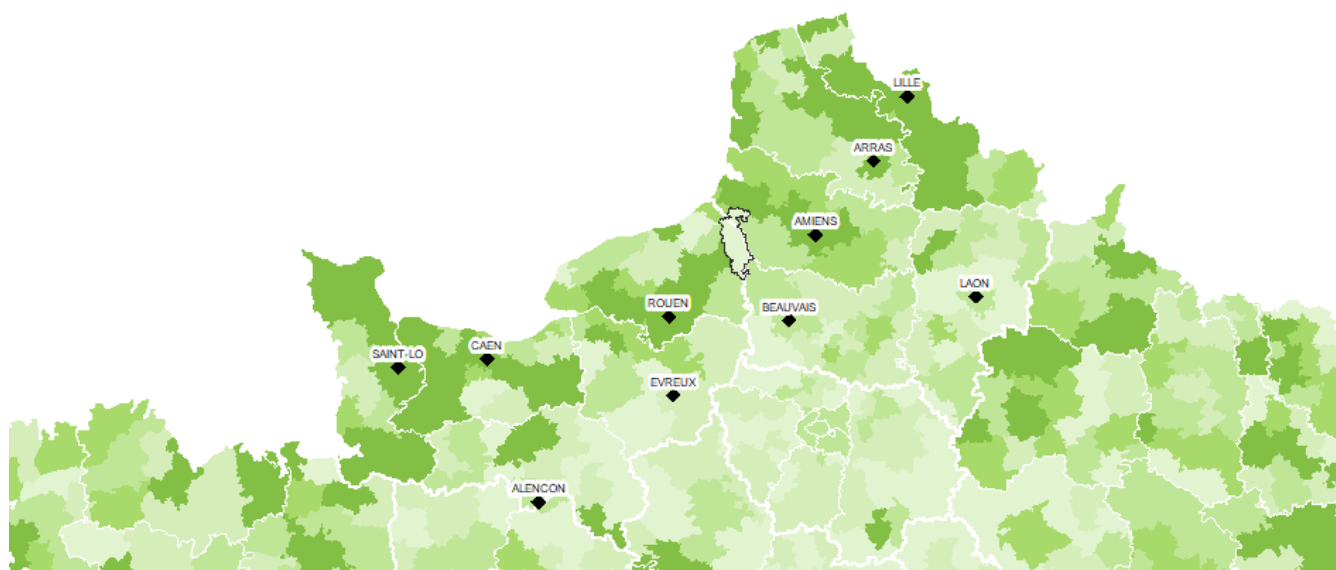 LILLE
ARRAS
AMIENS
LAON
ROUEN
BEAUVAIS
CAEN
SAINT-LO
EVREUX
ALENCON